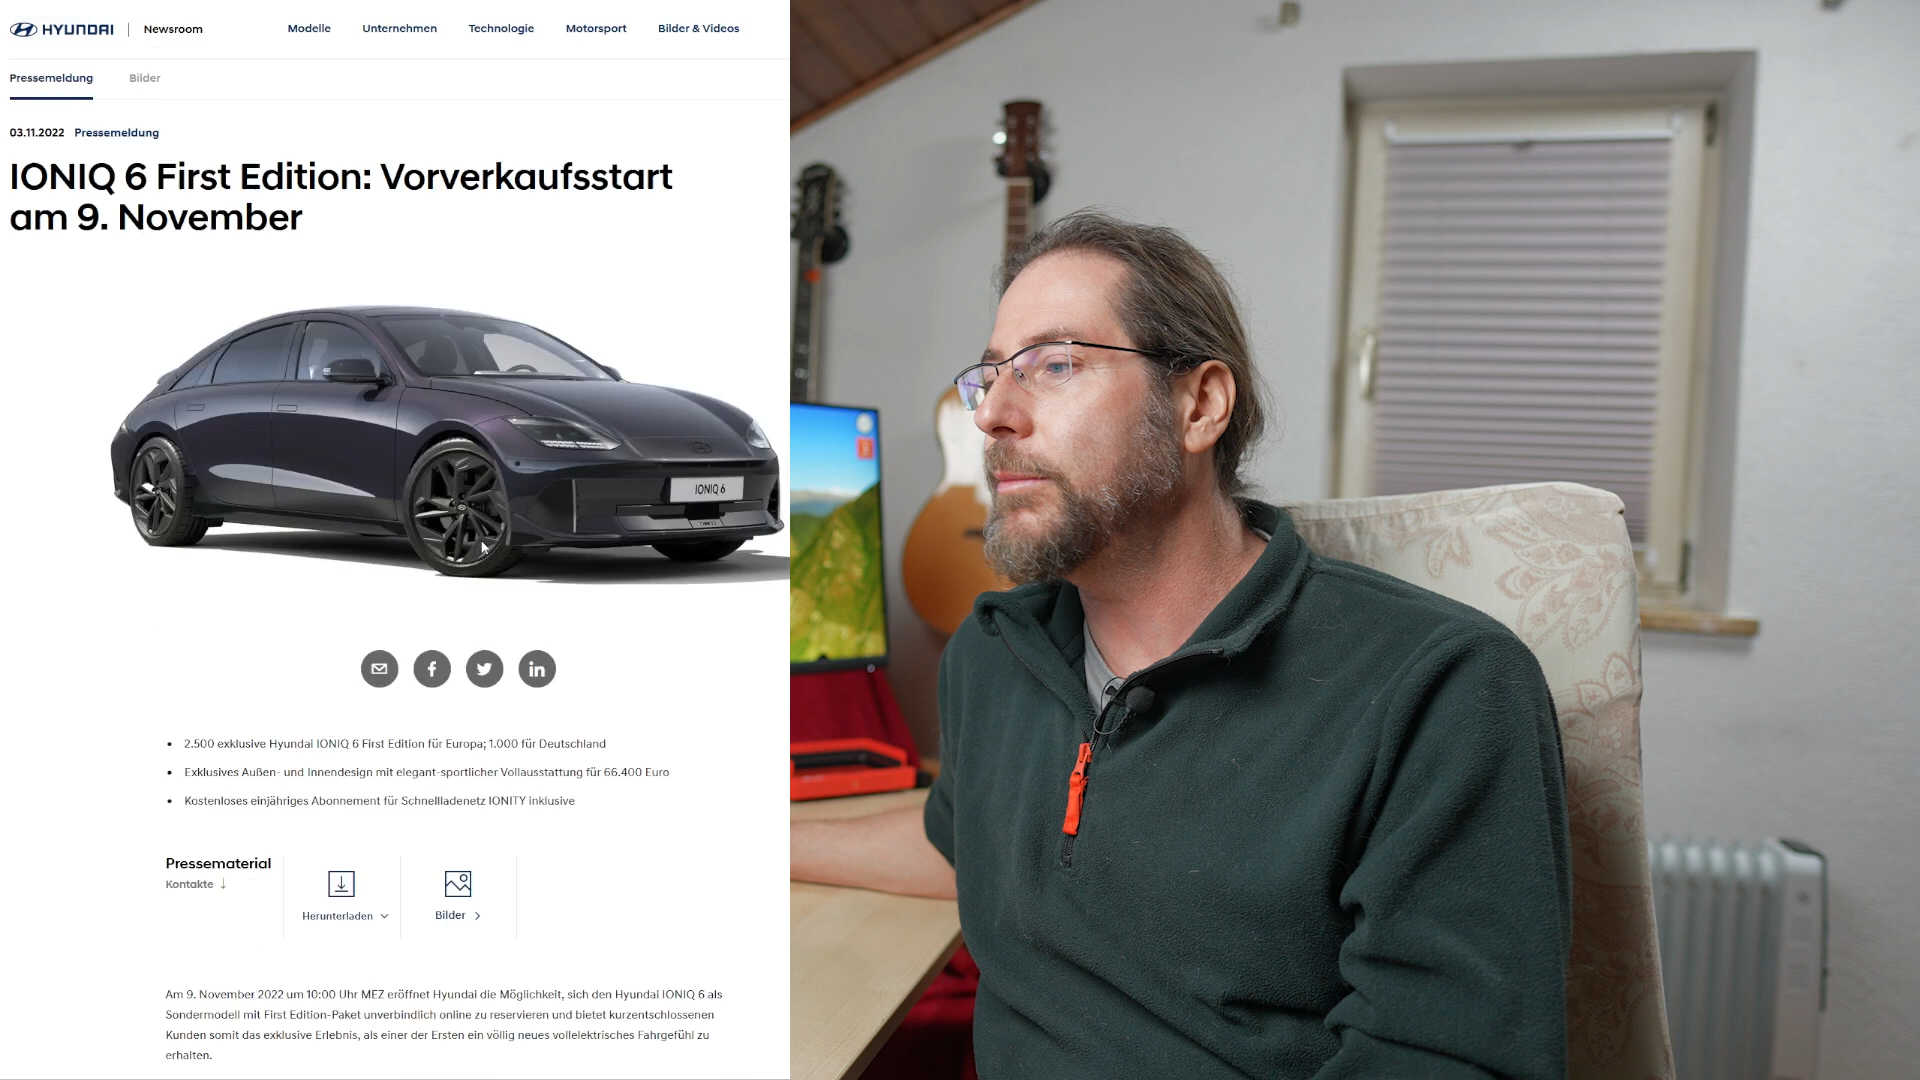 HYUNDAI
Newsroom
Modelle
Unternehmen
Technologie
Motorsport
Bilder & Videos
Pressemeldung
Bilder
03.11.2022 Pressemeldung
IONIQ 6 First Edition: Vorverkaufsstart
am 9. November
IONIQ 6
2.500 exklusive Hyundai IONIQ 6 First Edition für Europa; 1.000 für Deutschland
Exklusives Außen- und Innendesign mit elegant-sportlicher Vollausstattung für 66.400 Euro
Kostenloses einjähriges Abonnement für Schnellladenetz IONITY inklusive
Pressematerial
Kontakte ↓
Herunterladen
Bilder
Am 9. November 2022 um 10:00 Uhr MEZ eröffnet Hyundai die Möglichkeit, sich den Hyundai IONIQ 6 als
Sondermodell mit First Edition-Paket unverbindlich online zu reservieren und bietet kurzentschlossenen
Kunden somit das exklusive Erlebnis, als einer der Ersten ein völlig neues vollelektrisches Fahrgefühl zu
erhalten.